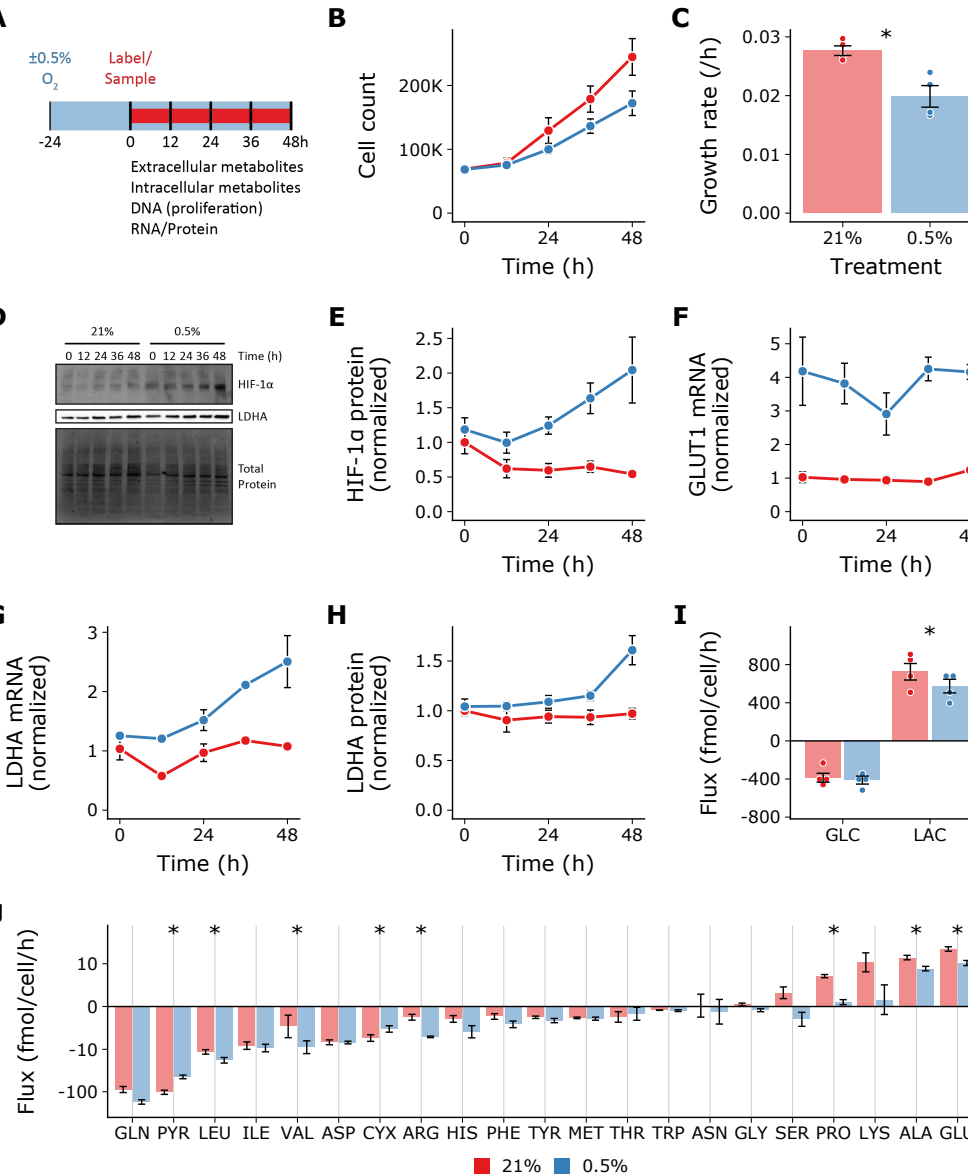 B
C
±0.5%
O2
Label/
Sample
-24
0
12
24
36
48h
Extracellular metabolites
Intracellular metabolites
DNA (proliferation)
RNA/Protein
Cell count
200K
100K
0
0
24
48
Time (h)
Growth rate (/h)
0.03
0.02
0.01
0.00
*
21%
0.5%
Treatment
E
F
21%
0.5%
0 12 24 36 48 0 12 24 36 48 Time (h)
HIF-1α
LDHA
Total
Protein
HIF-1α protein
(normalized)
2.5
2.0
1.5
1.0
0.5
0.0
0
24
48
Time (h)
GLUT1 mRNA
(normalized)
5
4
3
2
1
0
0
24
Time (h)
H
I
LDHA mRNA
(normalized)
3
2
1
0
0
24
48
Time (h)
LDHA protein
(normalized)
1.5
1.0
0.5
0.0
0
24
48
Time (h)
Flux (fmol/cell/h)
800
400
0
-400
-800
*
GLC
LAC
Flux (fmol/cell/h)
10
0
-10
-100
* * * * * * * *
GLN PYR LEU ILE VAL ASP CYX ARG HIS PHE TYR MET THR TRP ASN GLY SER PRO LYS ALA GLU
21%
0.5%